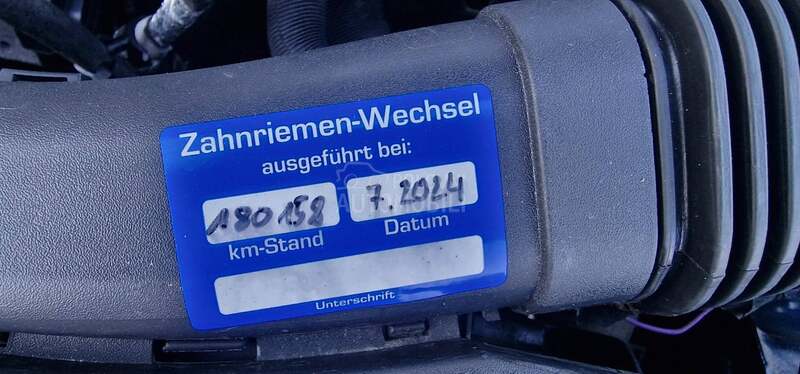 Zahnriemen-Wechsel
ausgeführt bei:
180158 7.2024
km-Stand Datum
Unterschrift